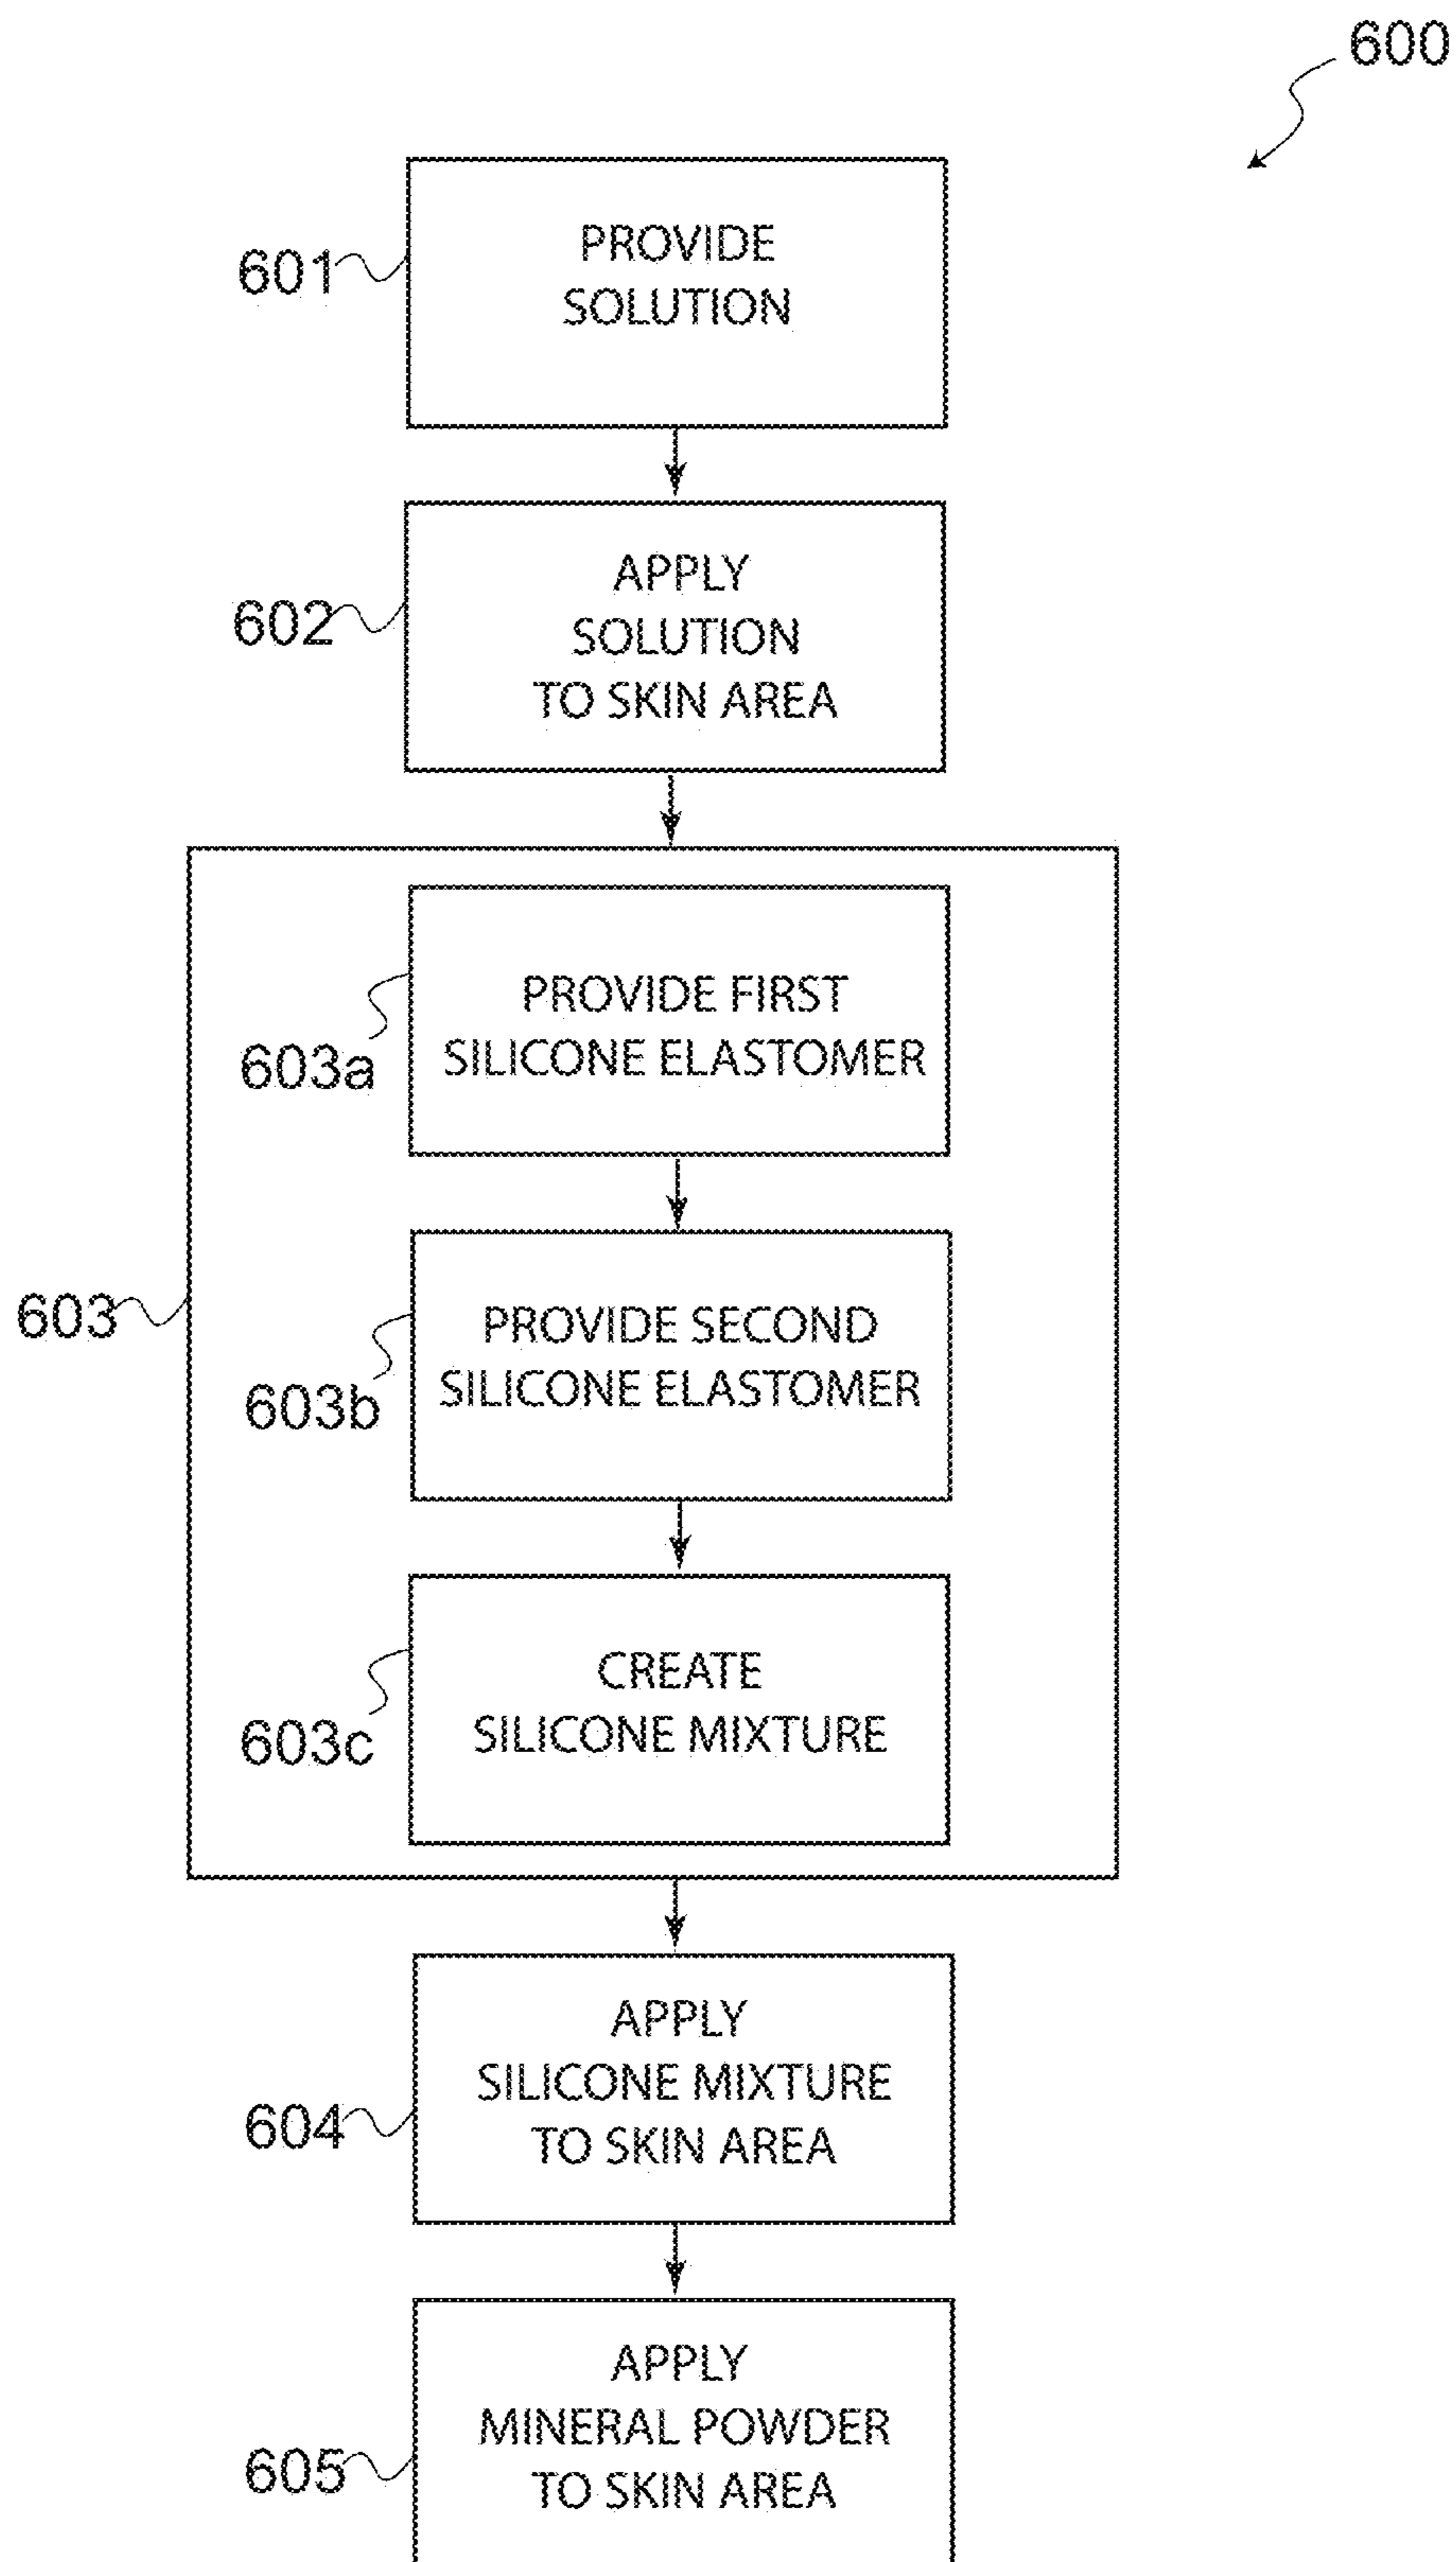 600
601
PROVIDE
SOLUTION
602
APPLY
SOLUTION
TO SKIN AREA
603
603a
PROVIDE FIRST
SILICONE ELASTOMER
603b
PROVIDE SECOND
SILICONE ELASTOMER
603c
CREATE
SILICONE MIXTURE
604
APPLY
SILICONE MIXTURE
TO SKIN AREA
605
APPLY
MINERAL POWDER
TO SKIN AREA